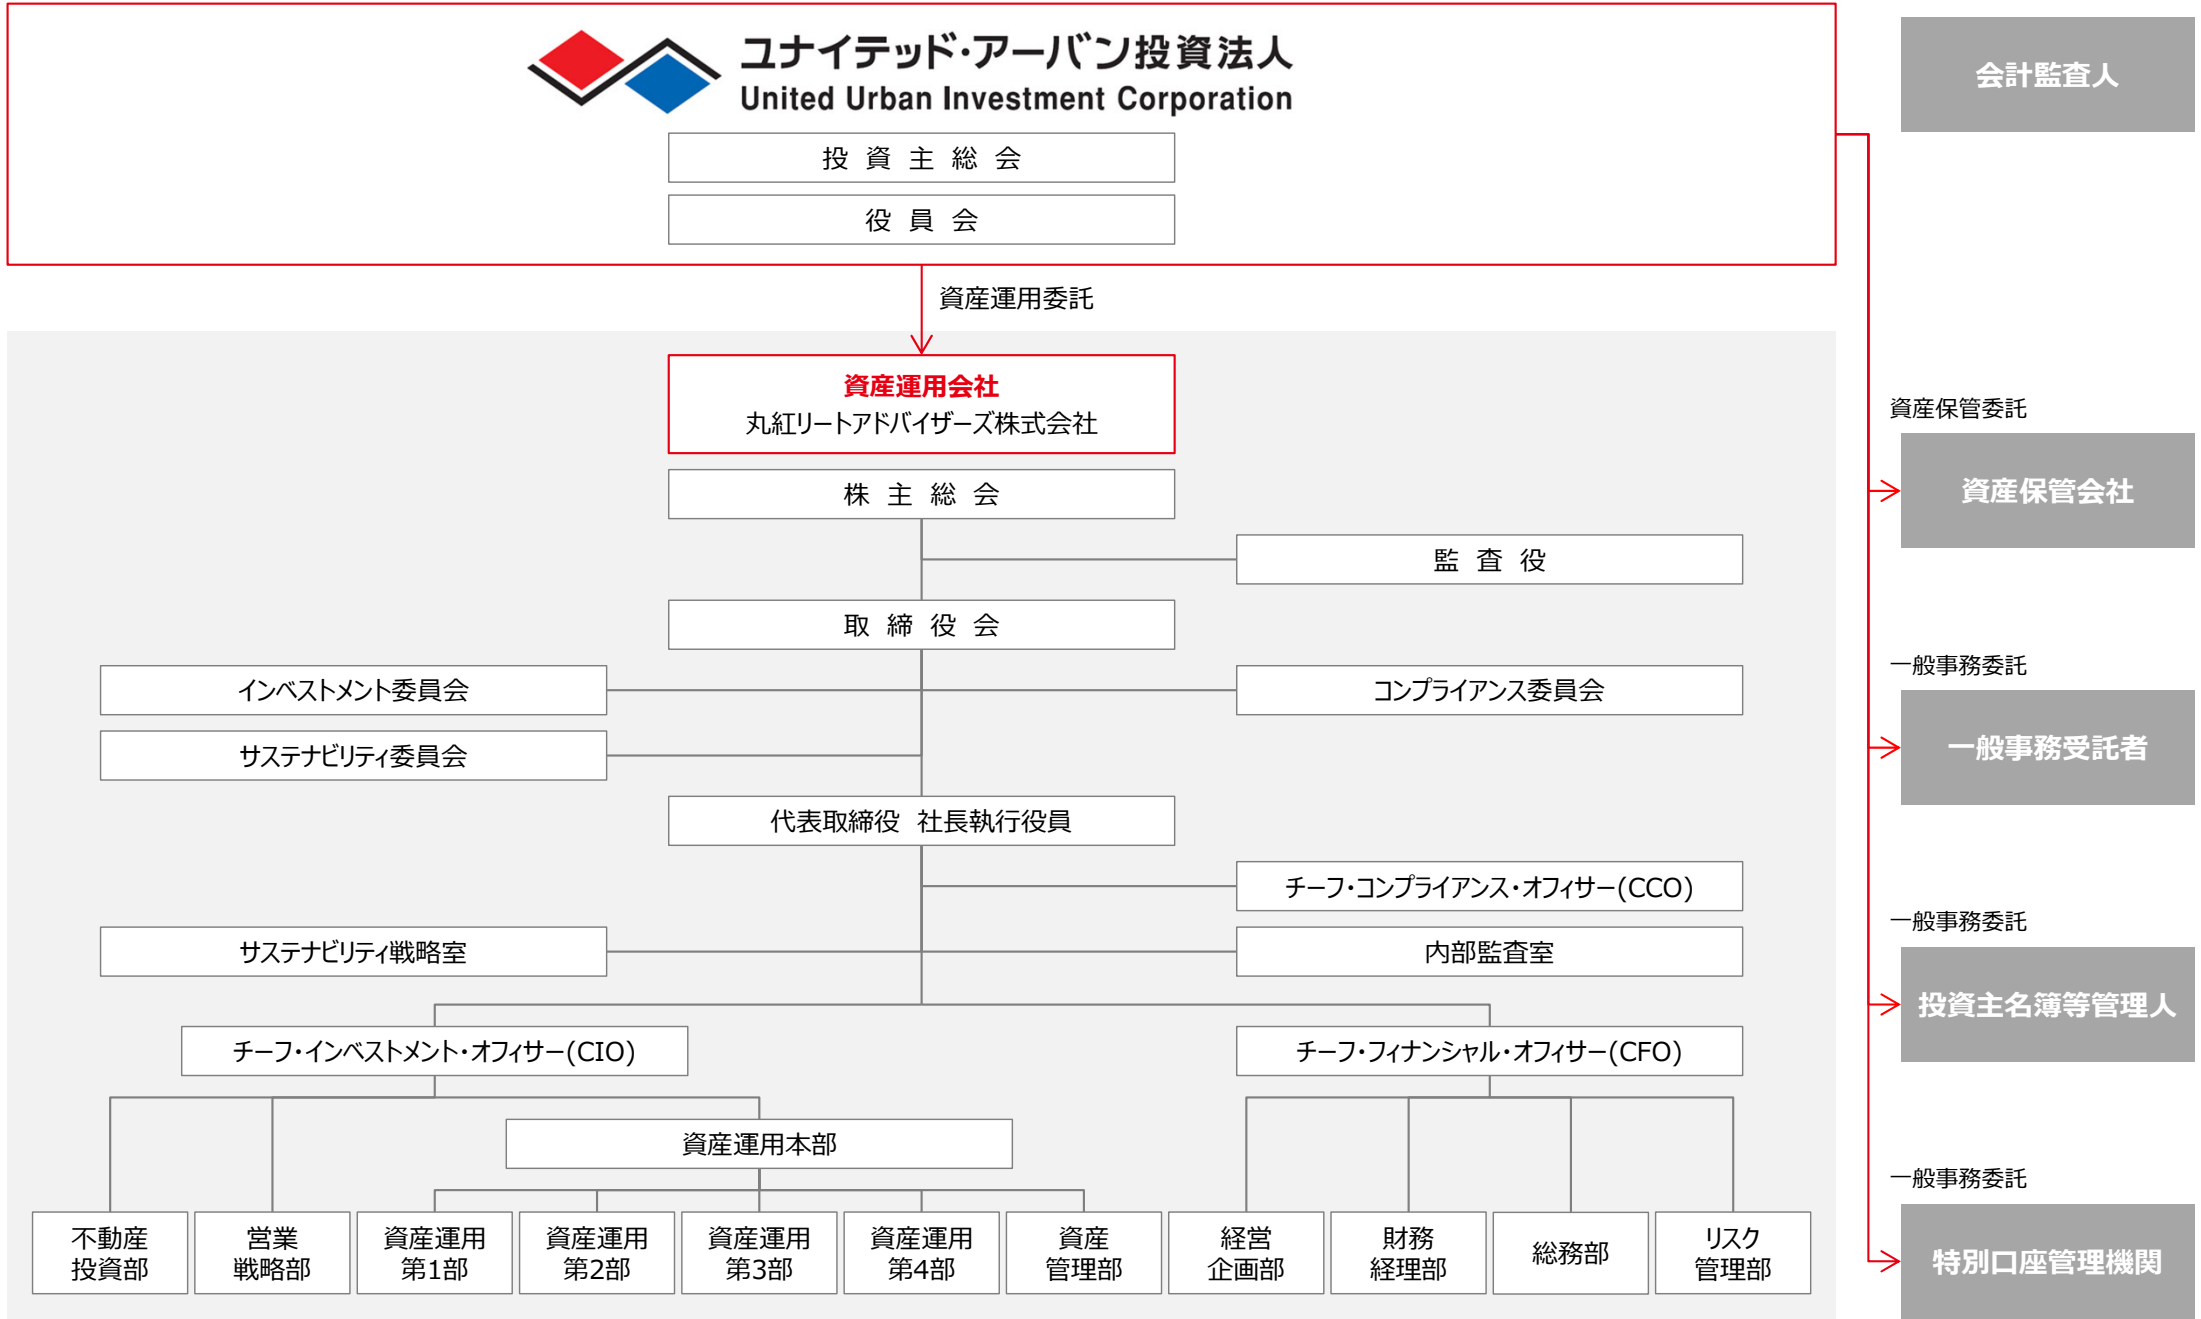 ユナイテッド・アーバン投資法人
United Urban Investment Corporation
投資主総会
役員会
会計監査人
資産運用委託
資産運用会社
丸紅リートアドバイザーズ株式会社
株主総会
監査役
取締役会
インベストメント委員会
コンプライアンス委員会
サステナビリティ委員会
代表取締役 社長執行役員
チーフ・コンプライアンス・オフィサー(CCO)
サステナビリティ戦略室
内部監査室
チーフ・インベストメント・オフィサー(CIO)
チーフ・フィナンシャル・オフィサー(CFO)
資産運用本部
不動産
投資部
営業
戦略部
資産運用
第1部
資産運用
第2部
資産運用
第3部
資産運用
第4部
資産
管理部
経営
企画部
財務
経理部
総務部
リスク
管理部
資産保管委託
資産保管会社
一般事務委託
一般事務受託者
一般事務委託
投資主名簿等管理人
一般事務委託
特別口座管理機関